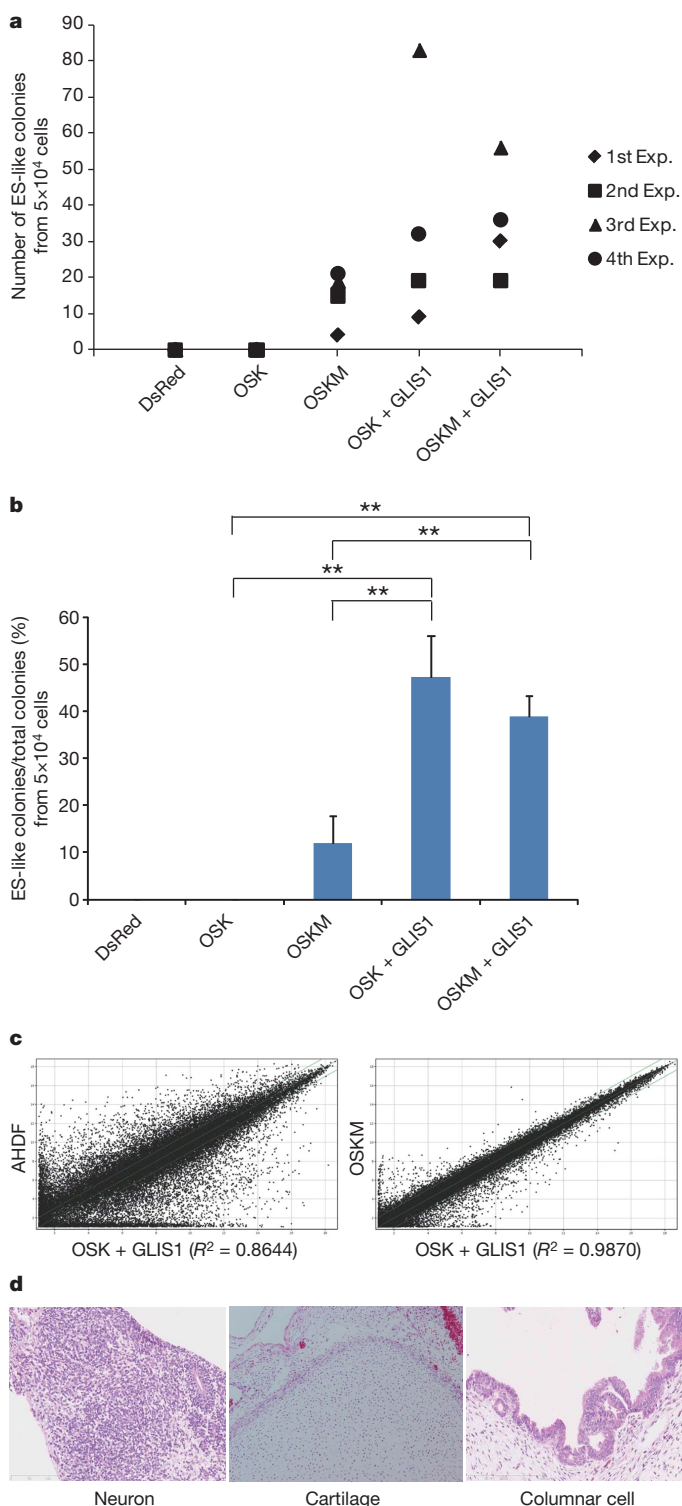 a
Number of ES-like colonies
from 5×10⁴ cells
90
80
70
60
50
40
30
20
10
0
DsRed
OSK
OSKM
OSK + GLIS1
OSKM + GLIS1
1st Exp.
2nd Exp.
3rd Exp.
4th Exp.
b
ES-like colonies/total colonies (%)
from 5×10⁴ cells
**
**
**
**
60
50
40
30
20
10
0
DsRed
OSK
OSKM
OSK + GLIS1
OSKM + GLIS1
c
AHDF
OSK + GLIS1 (R² = 0.8644)
OSKM
OSK + GLIS1 (R² = 0.9870)
d
Neuron
Cartilage
Columnar cell